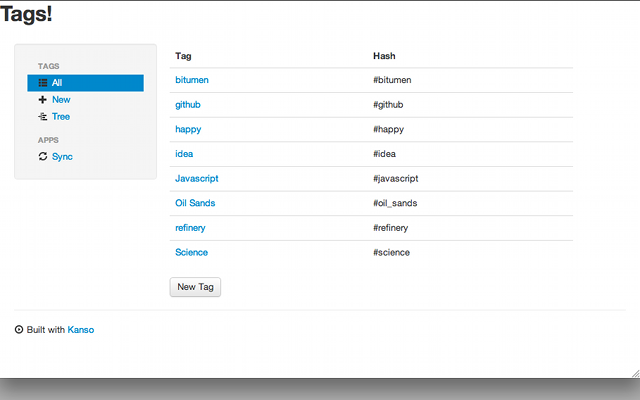 Tags!
TAGS
All
New
Tree
APPS
Sync
Tag Hash
bitumen #bitumen
github #github
happy #happy
idea #idea
Javascript #javascript
Oil Sands #oil_sands
refinery #refinery
Science #science
New Tag
Built with Kanso